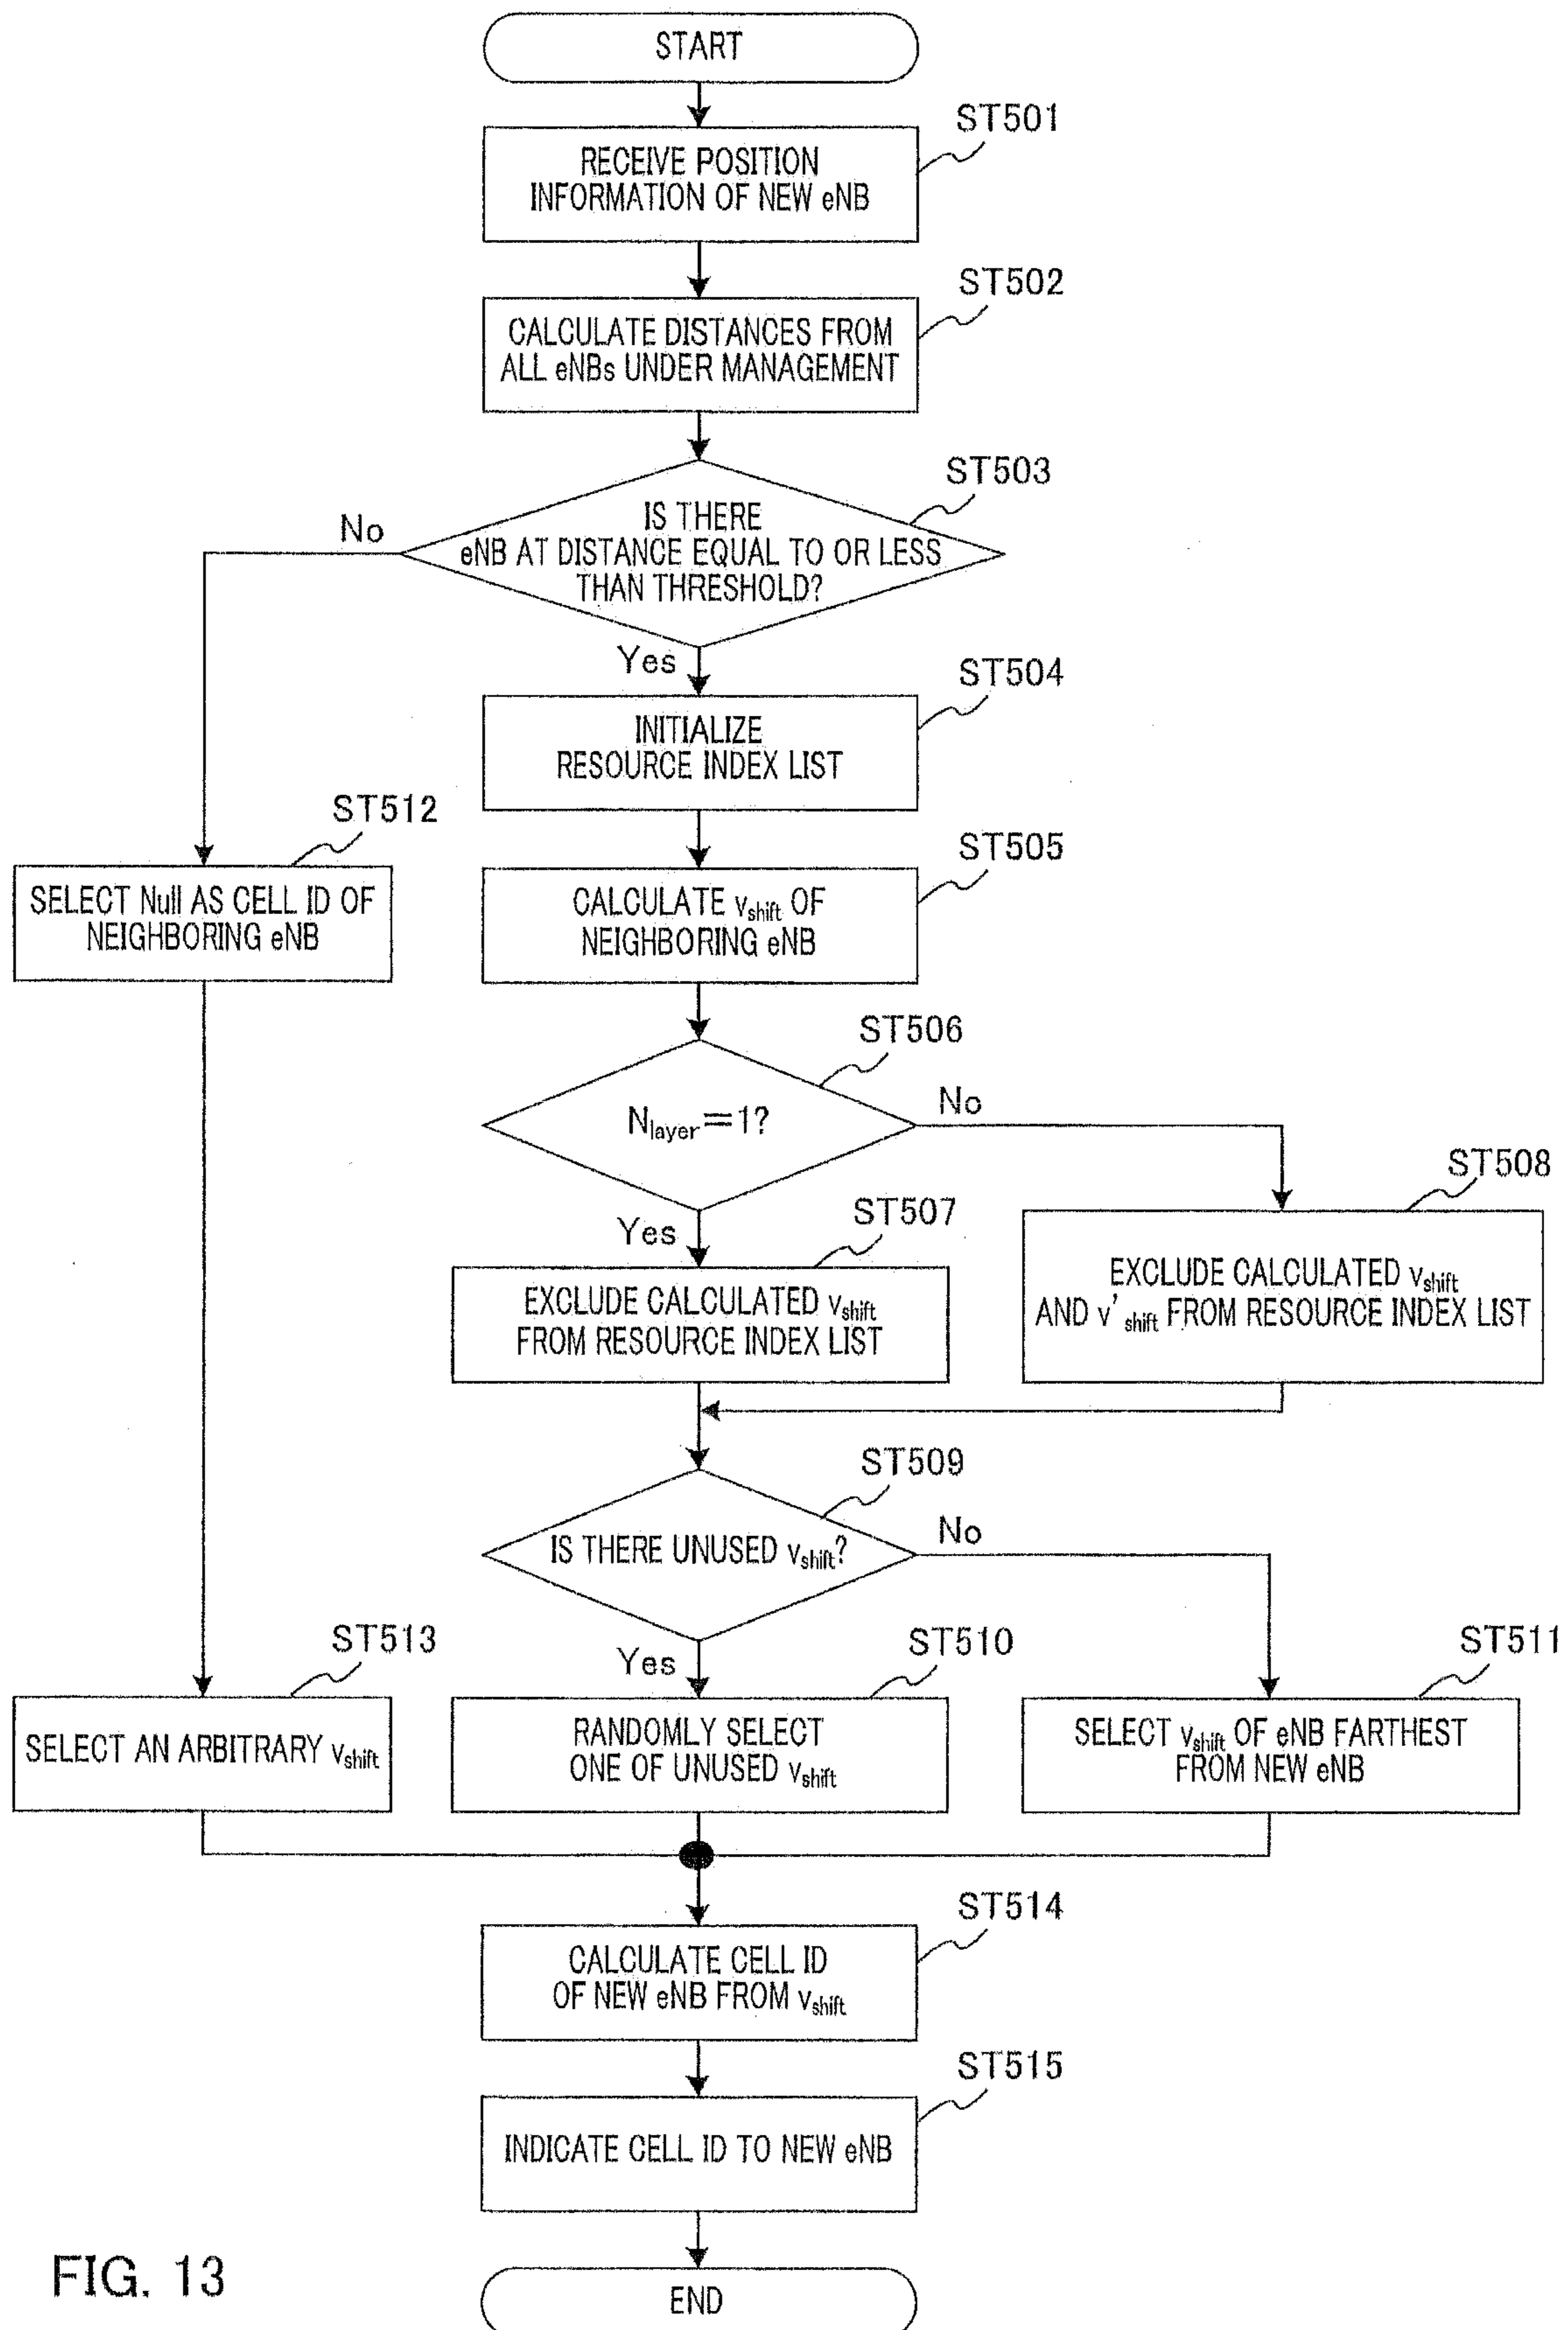 START
ST501
RECEIVE POSITION
INFORMATION OF NEW eNB
ST502
CALCULATE DISTANCES FROM
ALL eNBs UNDER MANAGEMENT
ST503
IS THERE
eNB AT DISTANCE EQUAL TO OR LESS
THAN THRESHOLD?
No
Yes
ST504
INITIALIZE
RESOURCE INDEX LIST
ST512
SELECT Null AS CELL ID OF
NEIGHBORING eNB
ST505
CALCULATE vshift OF
NEIGHBORING eNB
ST506
Nlayer=1?
No
Yes
ST507
EXCLUDE CALCULATED vshift
FROM RESOURCE INDEX LIST
ST508
EXCLUDE CALCULATED vshift
AND v'shift FROM RESOURCE INDEX LIST
ST509
IS THERE UNUSED vshift?
No
Yes
ST513
SELECT AN ARBITRARY vshift
ST510
RANDOMLY SELECT
ONE OF UNUSED vshift
ST511
SELECT vshift OF eNB FARTHEST
FROM NEW eNB
ST514
CALCULATE CELL ID
OF NEW eNB FROM vshift
ST515
INDICATE CELL ID TO NEW eNB
END
FIG. 13